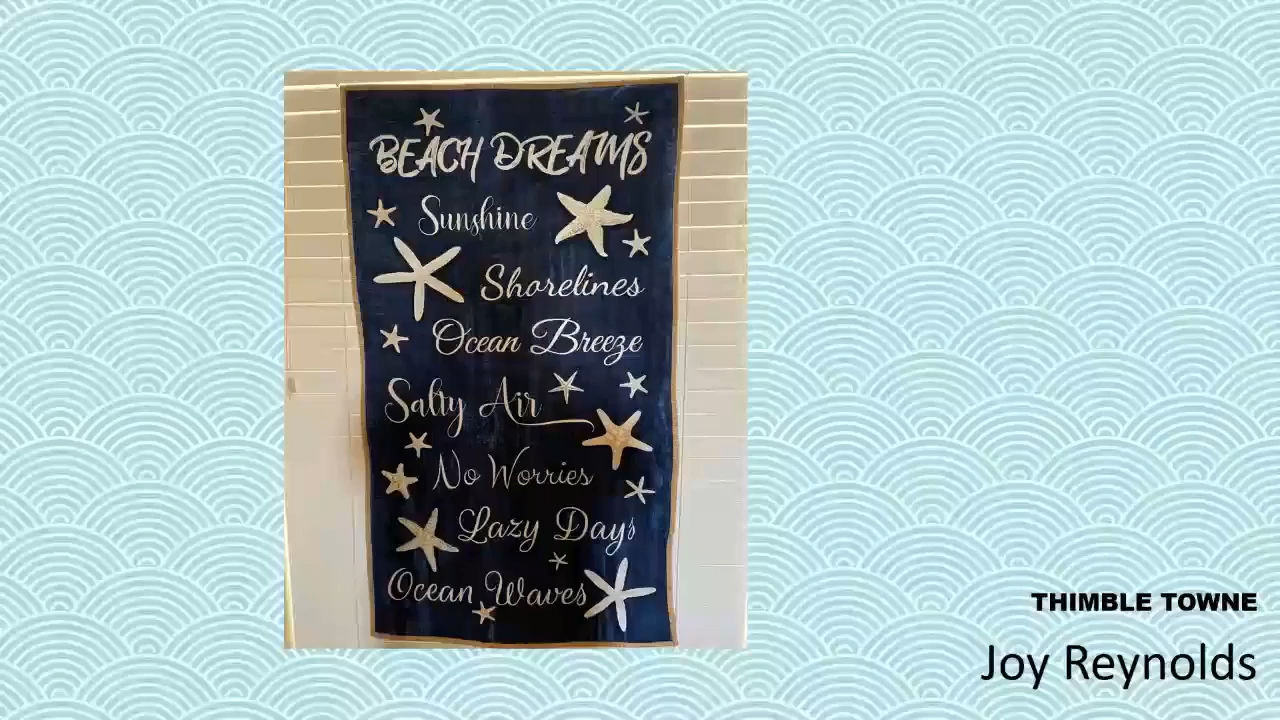 BEACH DREAMS
Sunshine
Shorelines
Ocean Breeze
Salty Air
No Worries
Lazy Days
Ocean Waves
THIMBLE TOWNE
Joy Reynolds